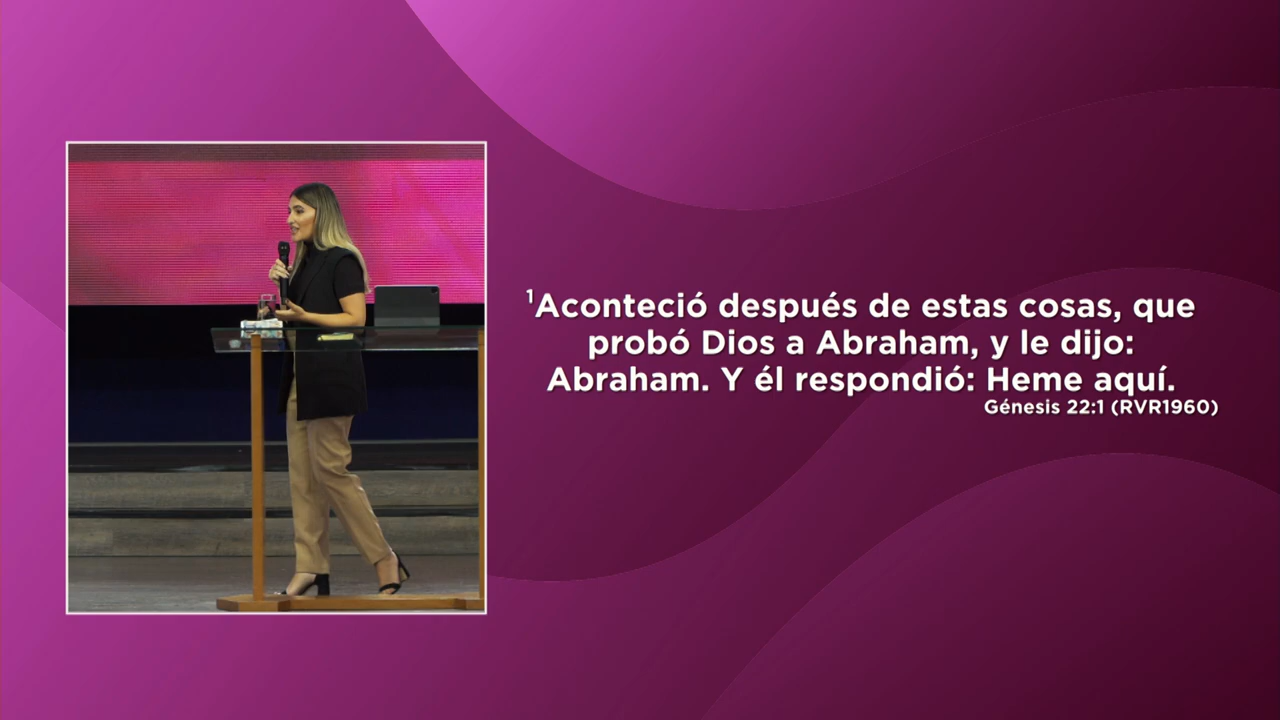 ¹Aconteció después de estas cosas, que
probó Dios a Abraham, y le dijo:
Abraham. Y él respondió: Heme aquí.
Génesis 22:1 (RVR1960)